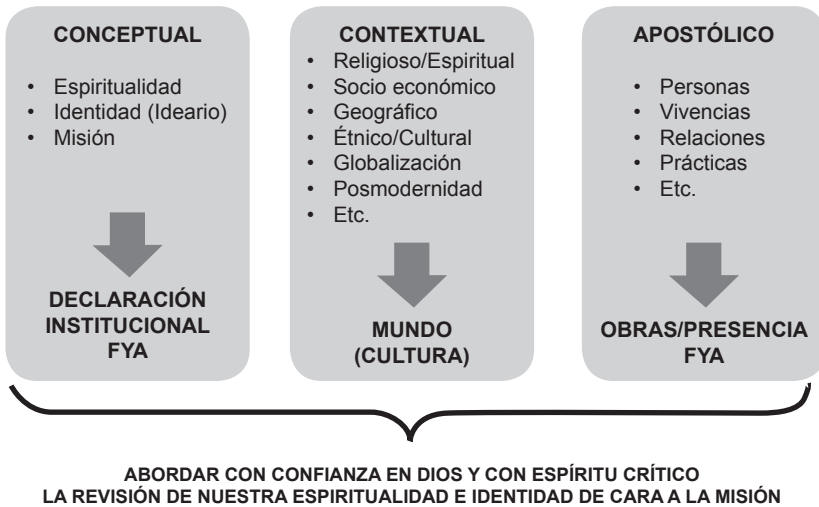 CONCEPTUAL
• Espiritualidad
• Identidad (Ideario)
• Misión
DECLARACIÓN
INSTITUCIONAL
FYA
CONTEXTUAL
• Religioso/Espiritual
• Socio económico
• Geográfico
• Étnico/Cultural
• Globalización
• Posmodernidad
• Etc.
MUNDO
(CULTURA)
APOSTÓLICO
• Personas
• Vivencias
• Relaciones
• Prácticas
• Etc.
OBRAS/PRESENCIA
FYA
ABORDAR CON CONFIANZA EN DIOS Y CON ESPÍRITU CRÍTICO
LA REVISIÓN DE NUESTRA ESPIRITUALIDAD E IDENTIDAD DE CARA A LA MISIÓN